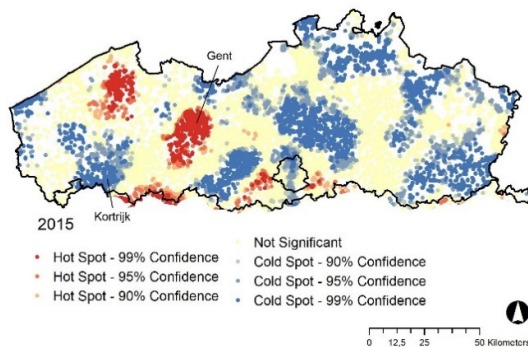 Gent
Kortrijk
2015
Hot Spot - 99% Confidence
Hot Spot - 95% Confidence
Hot Spot - 90% Confidence
Not Significant
Cold Spot - 90% Confidence
Cold Spot - 95% Confidence
Cold Spot - 99% Confidence
0 12,5 25 50 Kilometers